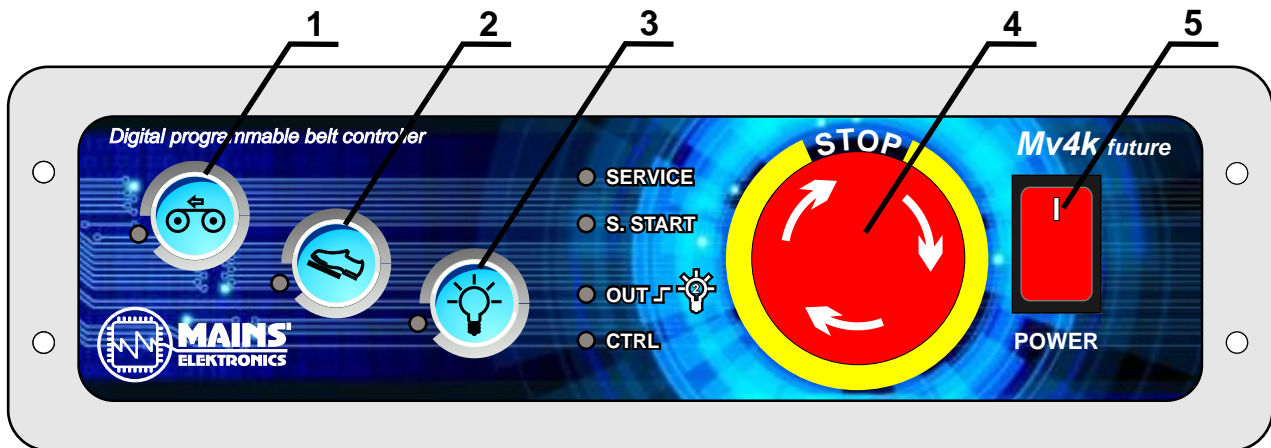 1 2 3 4 5
Digital programmable belt controler
STOP
Mv4k future
SERVICE
S. START
OUT
2
CTRL
I
POWER
MAINS'
ELEKTRONICS